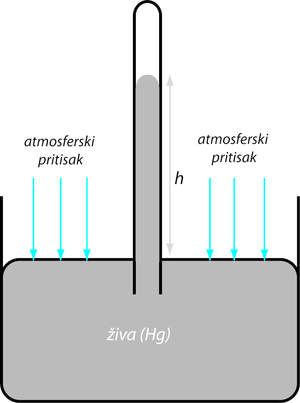 atmosferski
pritisak
atmosferski
pritisak
h
živa (Hg)